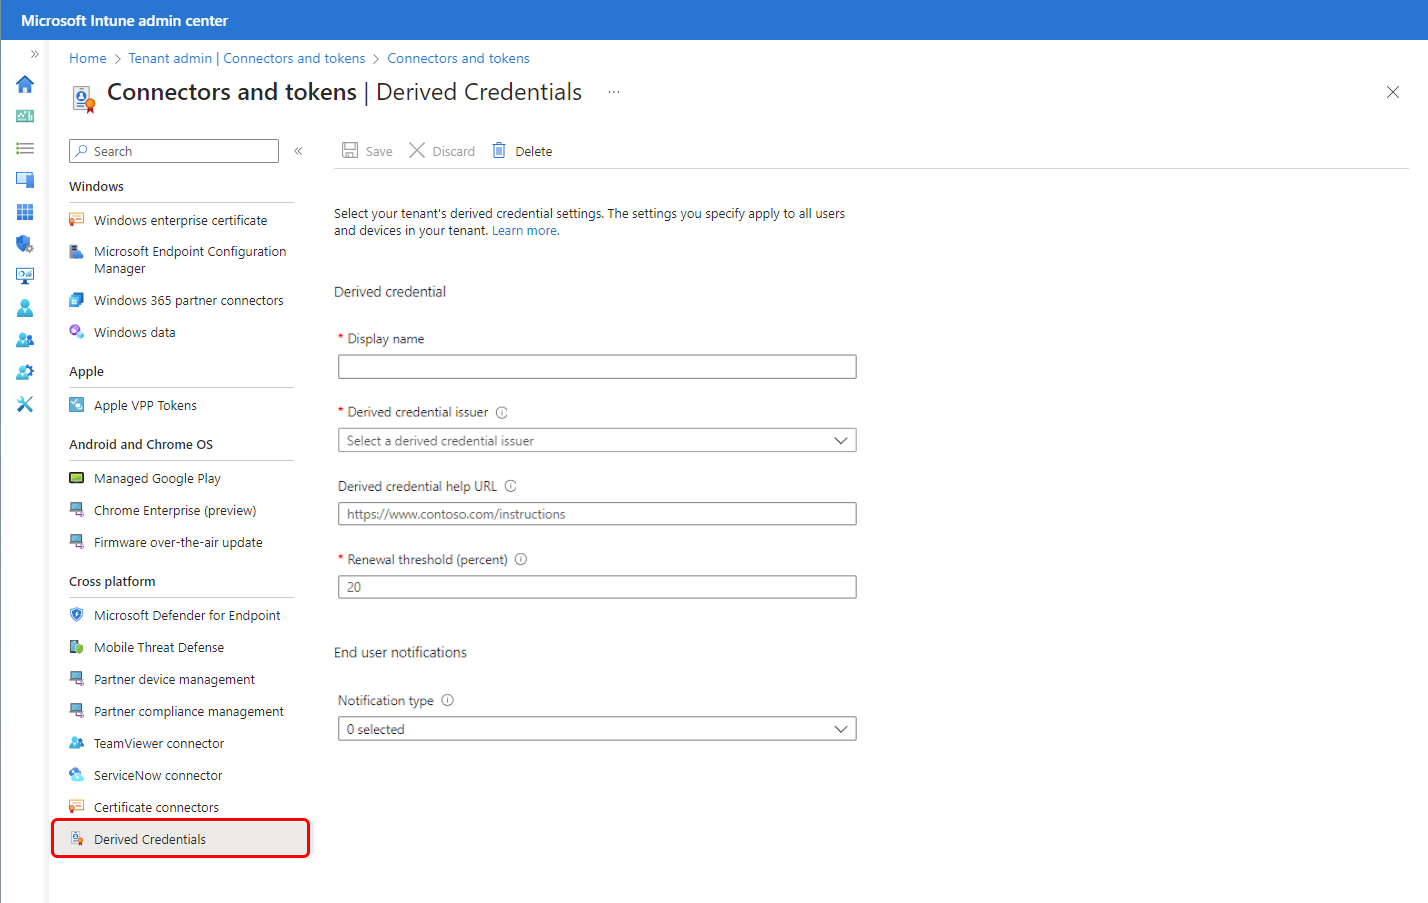 Microsoft Intune admin center
Home > Tenant admin | Connectors and tokens > Connectors and tokens
Connectors and tokens | Derived Credentials ...
Search
Save Discard Delete
Windows
Windows enterprise certificate
Microsoft Endpoint Configuration
Manager
Windows 365 partner connectors
Windows data
Apple
Apple VPP Tokens
Android and Chrome OS
Managed Google Play
Chrome Enterprise (preview)
Firmware over-the-air update
Cross platform
Microsoft Defender for Endpoint
Mobile Threat Defense
Partner device management
Partner compliance management
TeamViewer connector
ServiceNow connector
Certificate connectors
Derived Credentials
Select your tenant's derived credential settings. The settings you specify apply to all users
and devices in your tenant. Learn more.
Derived credential
* Display name
* Derived credential issuer
Select a derived credential issuer
Derived credential help URL
https://www.contoso.com/instructions
* Renewal threshold (percent)
20
End user notifications
Notification type
0 selected